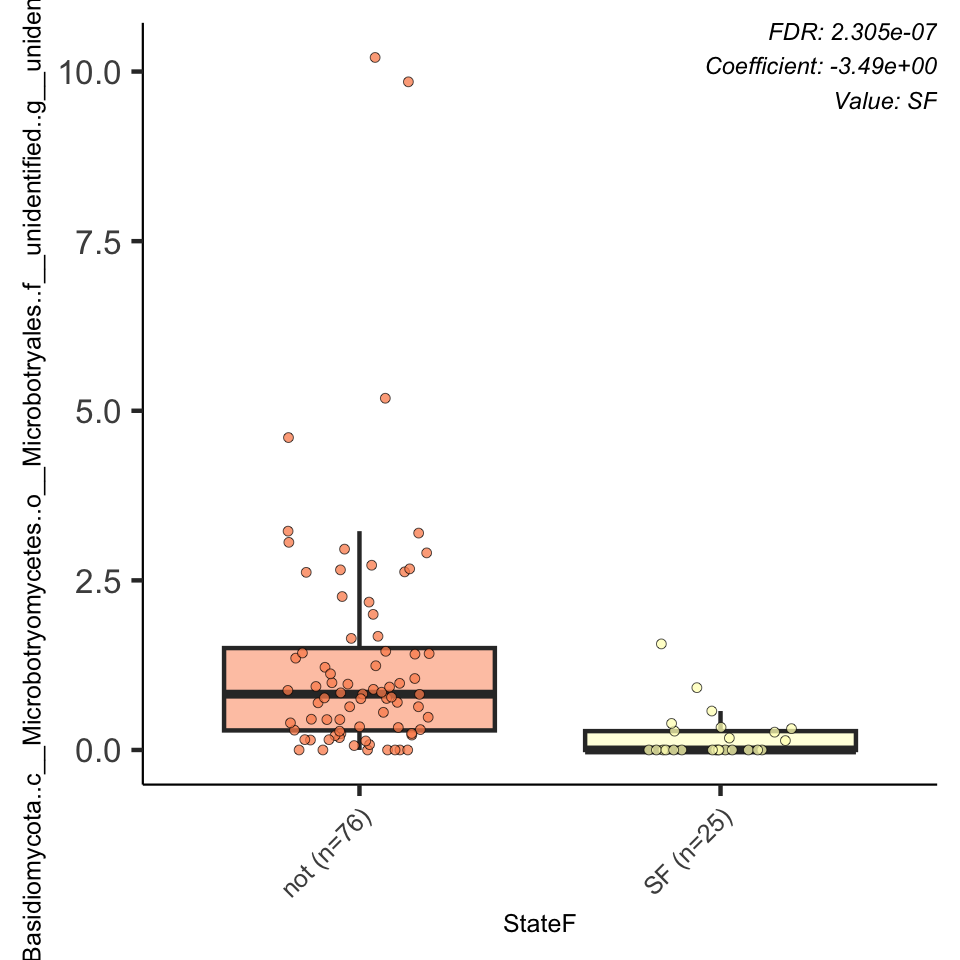 FDR: 2.305e-07
Coefficient: -3.49e+00
Value: SF
Basidiomycota..c__Microbotryomycetes..o__Microbotryales..f__unidentified..g__uniden
10.0
7.5
5.0
2.5
0.0
not (n=76)
SF (n=25)
StateF